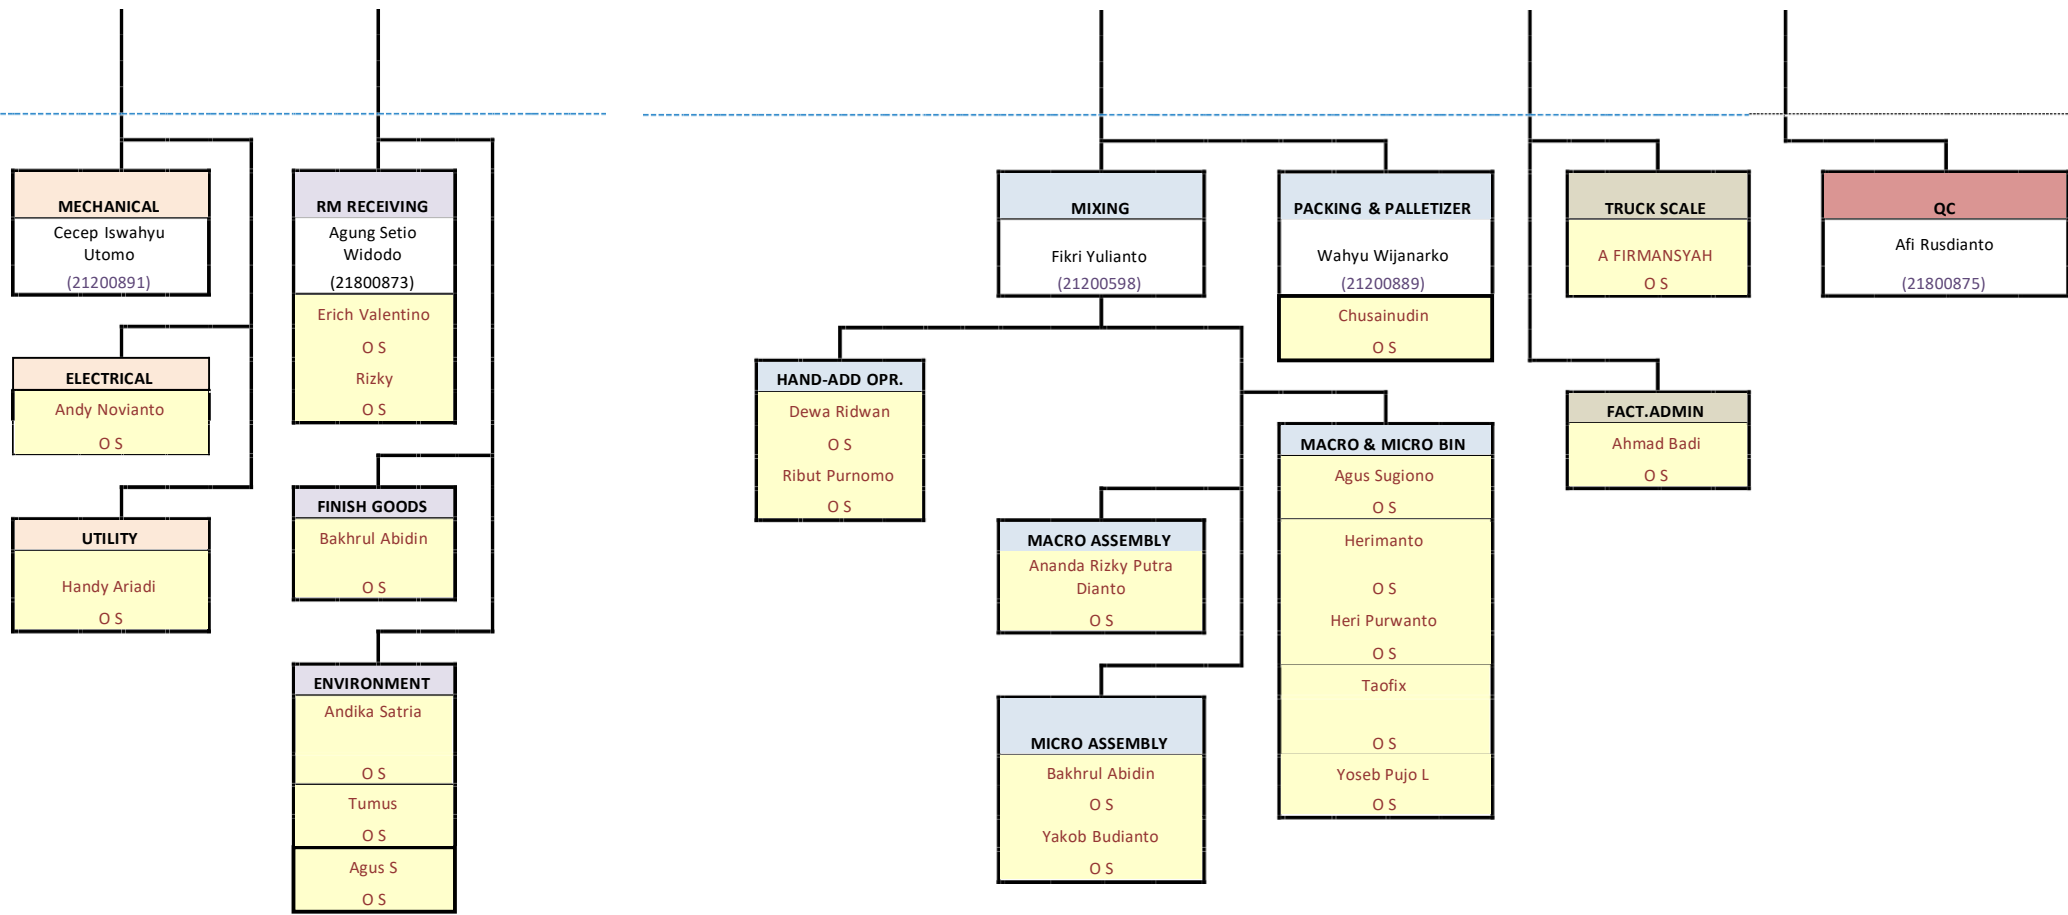 MECHANICAL
Cecep Iswahyu
Utomo
(21200891)
ELECTRICAL
Andy Novianto
O S
UTILITY
Handy Ariadi
O S
RM RECEIVING
Agung Setio
Widodo
(21800873)
Erich Valentino
O S
Rizky
O S
FINISH GOODS
Bakhrul Abidin
O S
ENVIRONMENT
Andika Satria
O S
Tumus
O S
Agus S
O S
MIXING
Fikri Yulianto
(21200598)
HAND-ADD OPR.
Dewa Ridwan
O S
Ribut Purnomo
O S
MACRO ASSEMBLY
Ananda Rizky Putra
Dianto
O S
MICRO ASSEMBLY
Bakhrul Abidin
O S
Yakob Budianto
O S
PACKING & PALLETIZER
Wahyu Wijanarko
(21200889)
Chusainudin
O S
MACRO & MICRO BIN
Agus Sugiono
O S
Herimanto
O S
Heri Purwanto
O S
Taofix
O S
Yoseb Pujo L
O S
TRUCK SCALE
A FIRMANSYAH
O S
FACT.ADMIN
Ahmad Badi
O S
QC
Afi Rusdianto
(21800875)